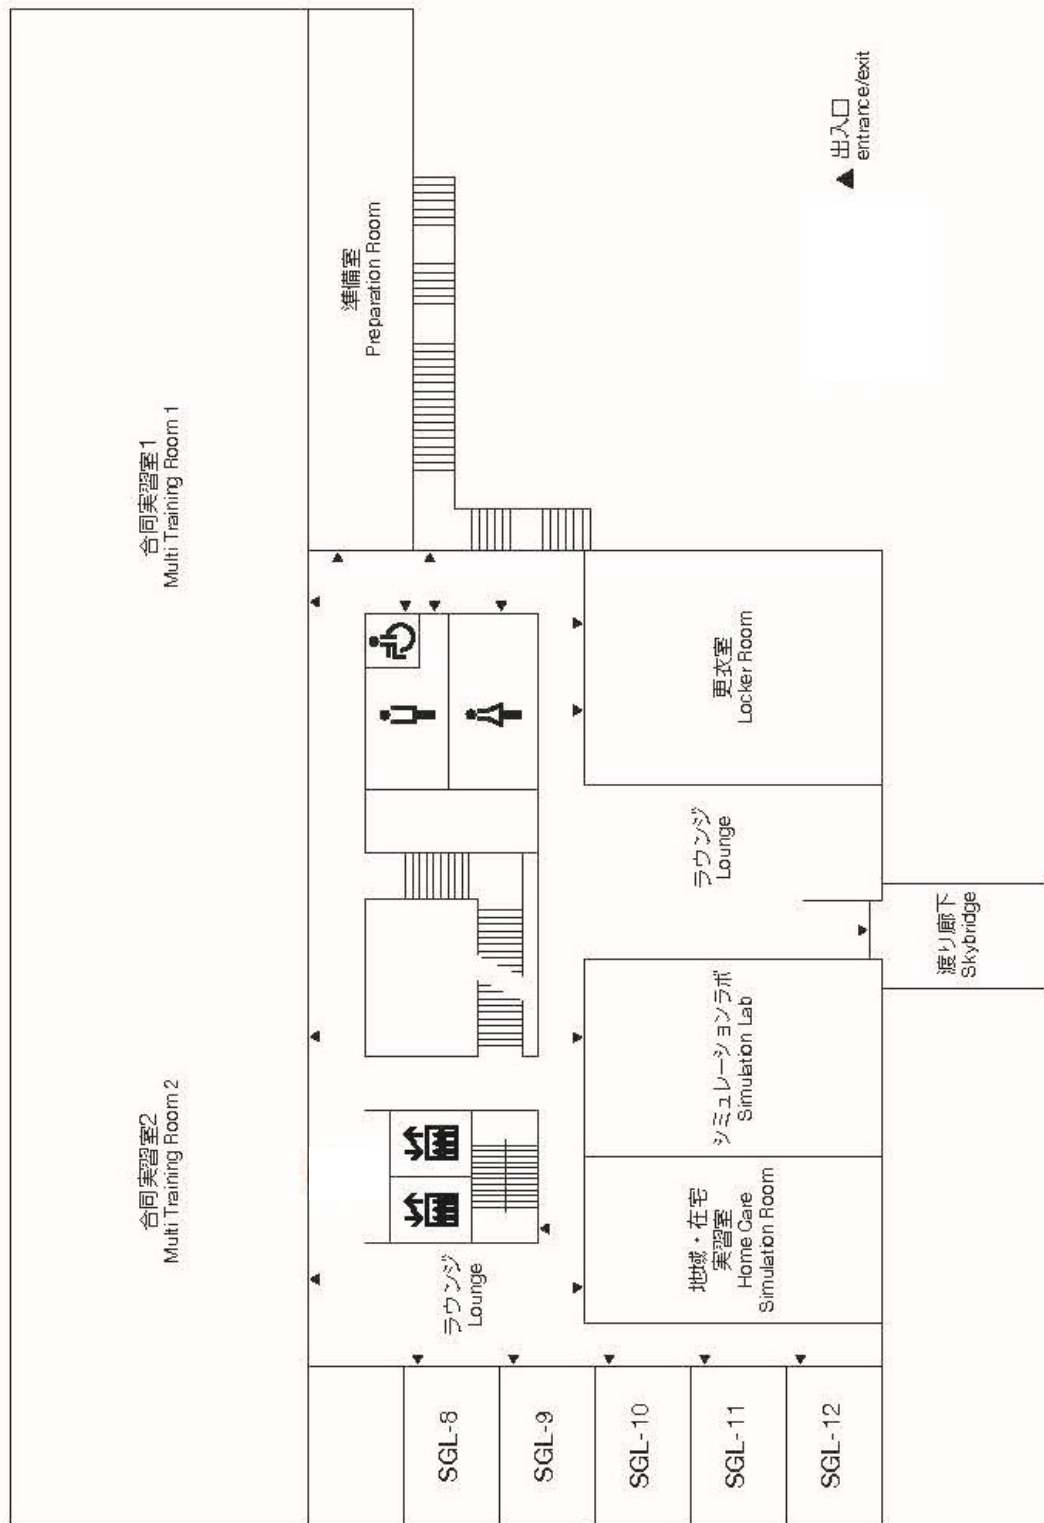 合同実習室2
Multi Training Room 2
合同実習室1
Multi Training Room 1
準備室
Preparation Room
ラウンジ
Lounge
SGL-8
SGL-9
SGL-10
SGL-11
SGL-12
地域・在宅
実習室
Home Care
Simulation Room
シミュレーションラボ
Simulation Lab
ラウンジ
Lounge
更衣室
Locker Room
渡り廊下
Skybridge
▲ 出入口
entrance/exit